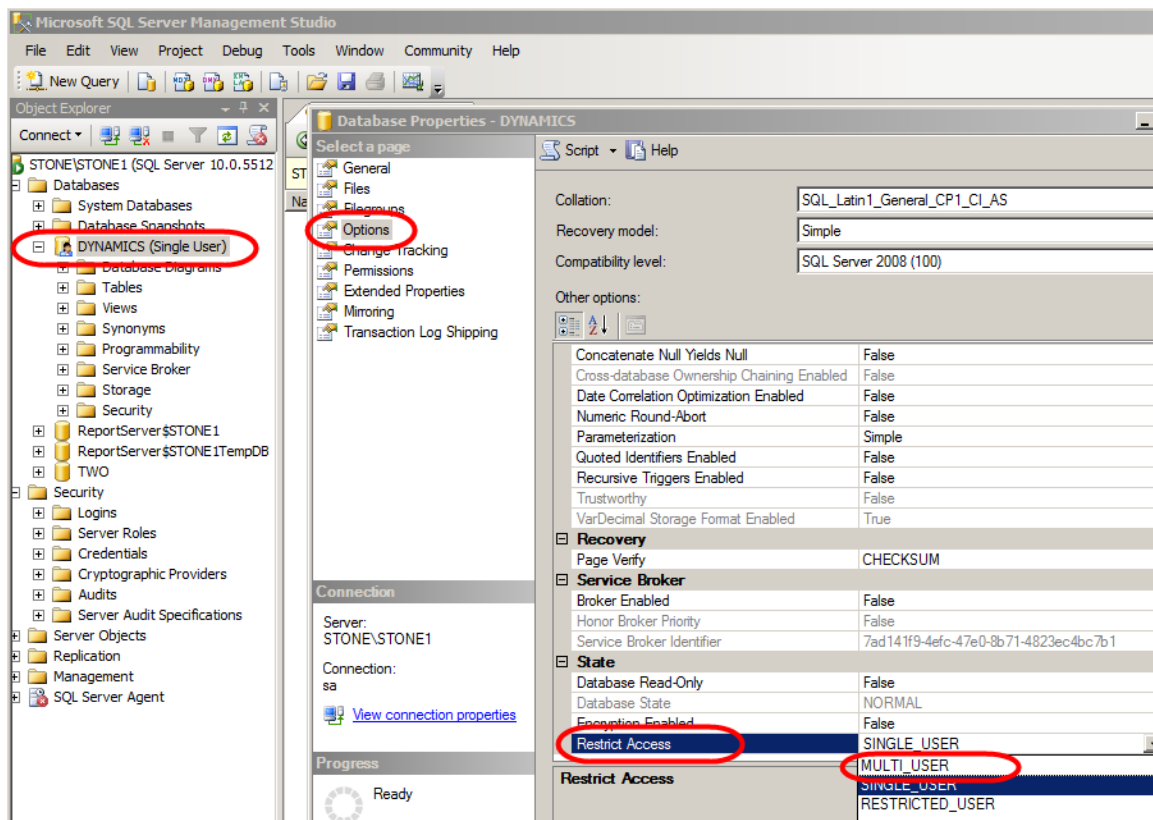 Microsoft SQL Server Management Studio
File Edit View Project Debug Tools Window Community Help
New Query
Object Explorer
Connect
STONE\STONE1 (SQL Server 10.0.5512
Databases
System Databases
Database Snapshots
DYNAMICS (Single User)
Database Diagrams
Tables
Views
Synonyms
Programmability
Service Broker
Storage
Security
ReportServer$STONE1
ReportServer$STONE1TempDB
TWO
Security
Logins
Server Roles
Credentials
Cryptographic Providers
Audits
Server Audit Specifications
Server Objects
Replication
Management
SQL Server Agent
ST
Na
Database Properties - DYNAMICS
Select a page
General
Files
Filegroups
Options
Change Tracking
Permissions
Extended Properties
Mirroring
Transaction Log Shipping
Connection
Server:
STONE\STONE1
Connection:
sa
View connection properties
Progress
Ready
Script Help
Collation: SQL_Latin1_General_CP1_CI_AS
Recovery model: Simple
Compatibility level: SQL Server 2008 (100)
Other options:
Concatenate Null Yields Null False
Cross-database Ownership Chaining Enabled False
Date Correlation Optimization Enabled False
Numeric Round-Abort False
Parameterization Simple
Quoted Identifiers Enabled False
Recursive Triggers Enabled False
Trustworthy False
VarDecimal Storage Format Enabled True
Recovery
Page Verify CHECKSUM
Service Broker
Broker Enabled False
Honor Broker Priority False
Service Broker Identifier 7ad141f9-4efc-47e0-8b71-4823ec4bc7b1
State
Database Read-Only False
Database State NORMAL
Encryption Enabled False
Restrict Access SINGLE_USER
MULTI_USER
SINGLE_USER
RESTRICTED_USER
Restrict Access